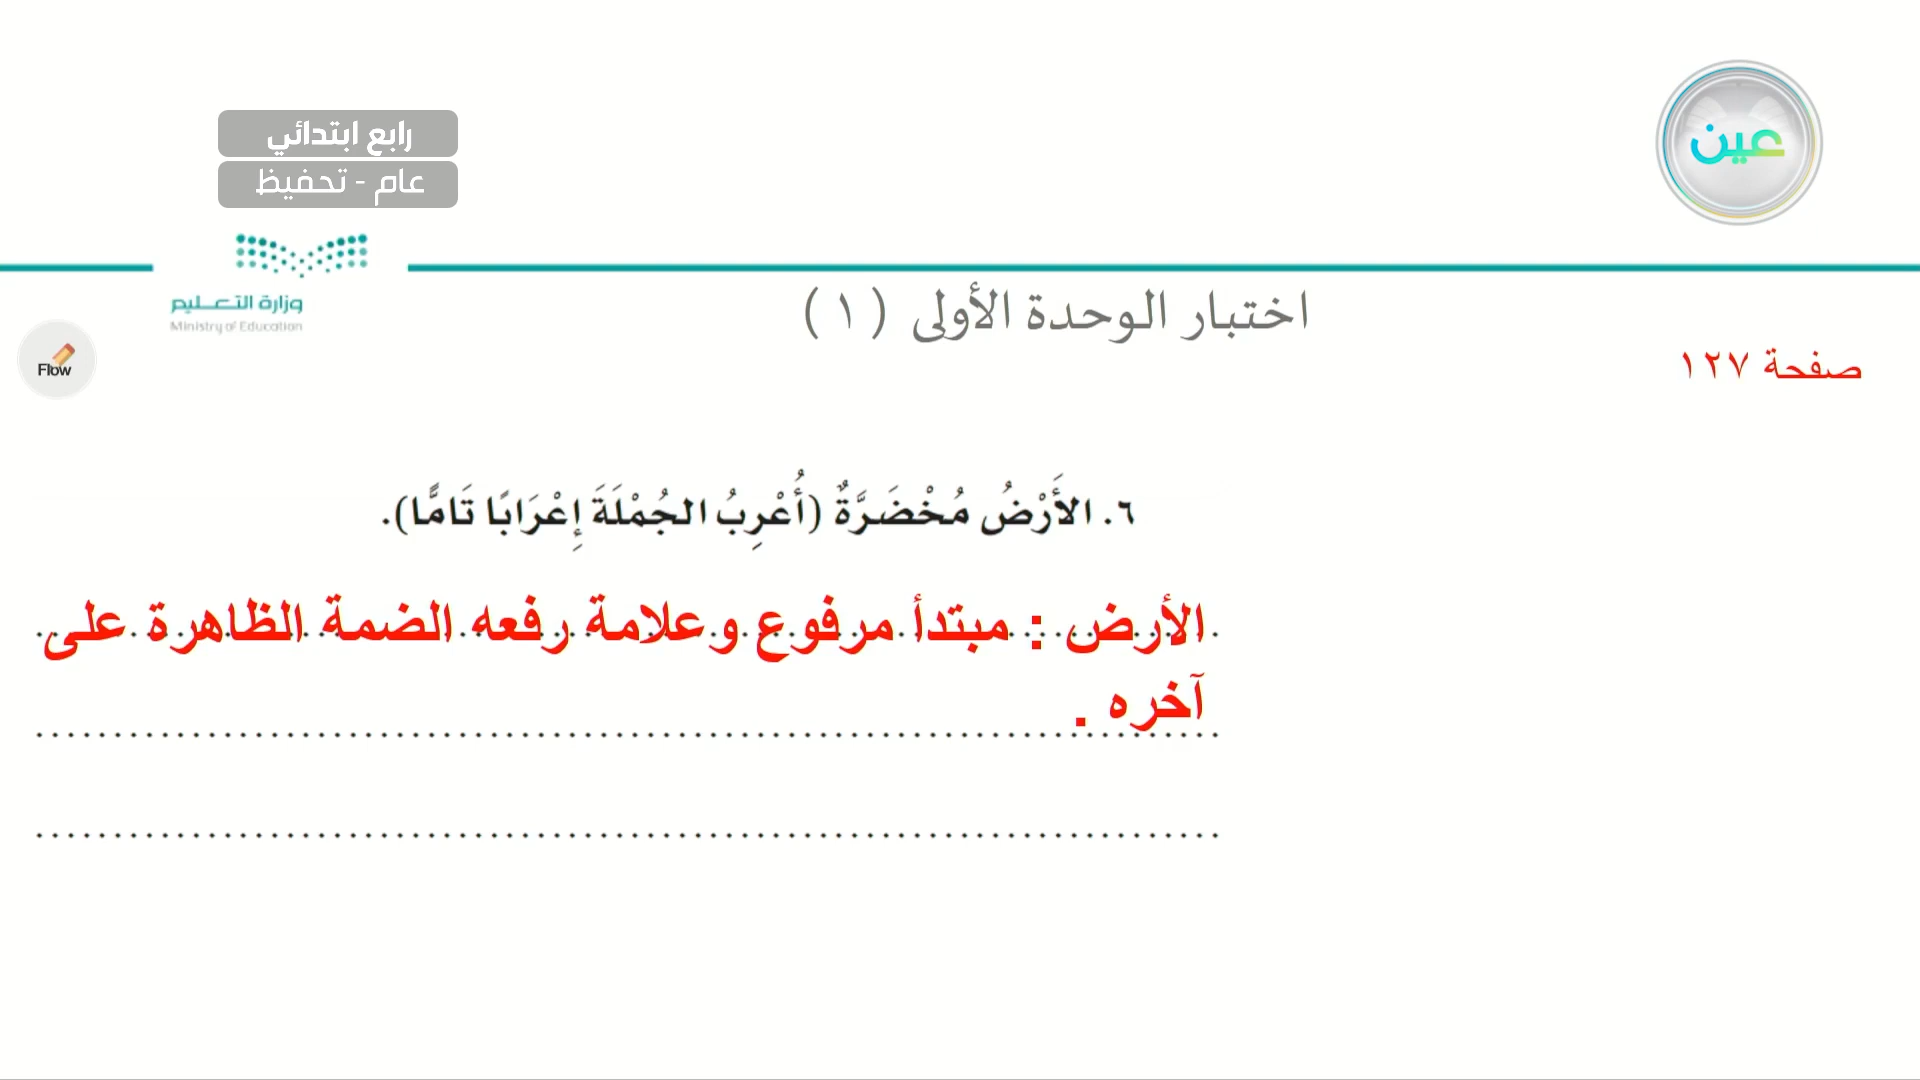 رابع ابتدائي
عام - تحفيظ
عين
وزارة التعليم
Ministry of Education
Flow
اختبار الوحدة الأولى ( ١ )
صفحة ١٢٧
٦. الأَرْضُ مُخْضَرَّةٌ (أُعْرِبُ الجُمْلَةَ إِعْرَابًا تَامًّا).
الأرض : مبتدأ مرفوع وعلامة رفعه الضمة الظاهرة على
آخره .